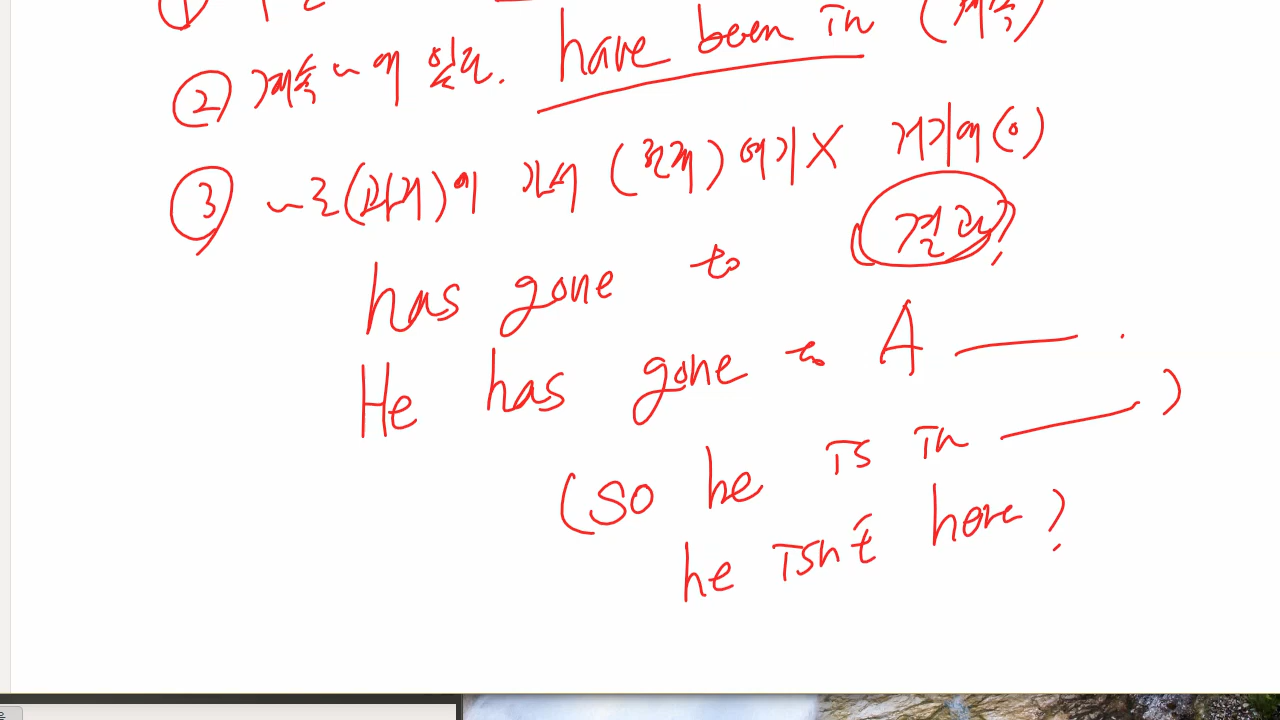 ①
② 계속 ~에 있다. have been in (계속)
③ ~로(과거)에 가서 (현재) 여기X 거기에(O)
결과
has gone to
He has gone to A ___ .
(so he is in ___ )
he isn't here)